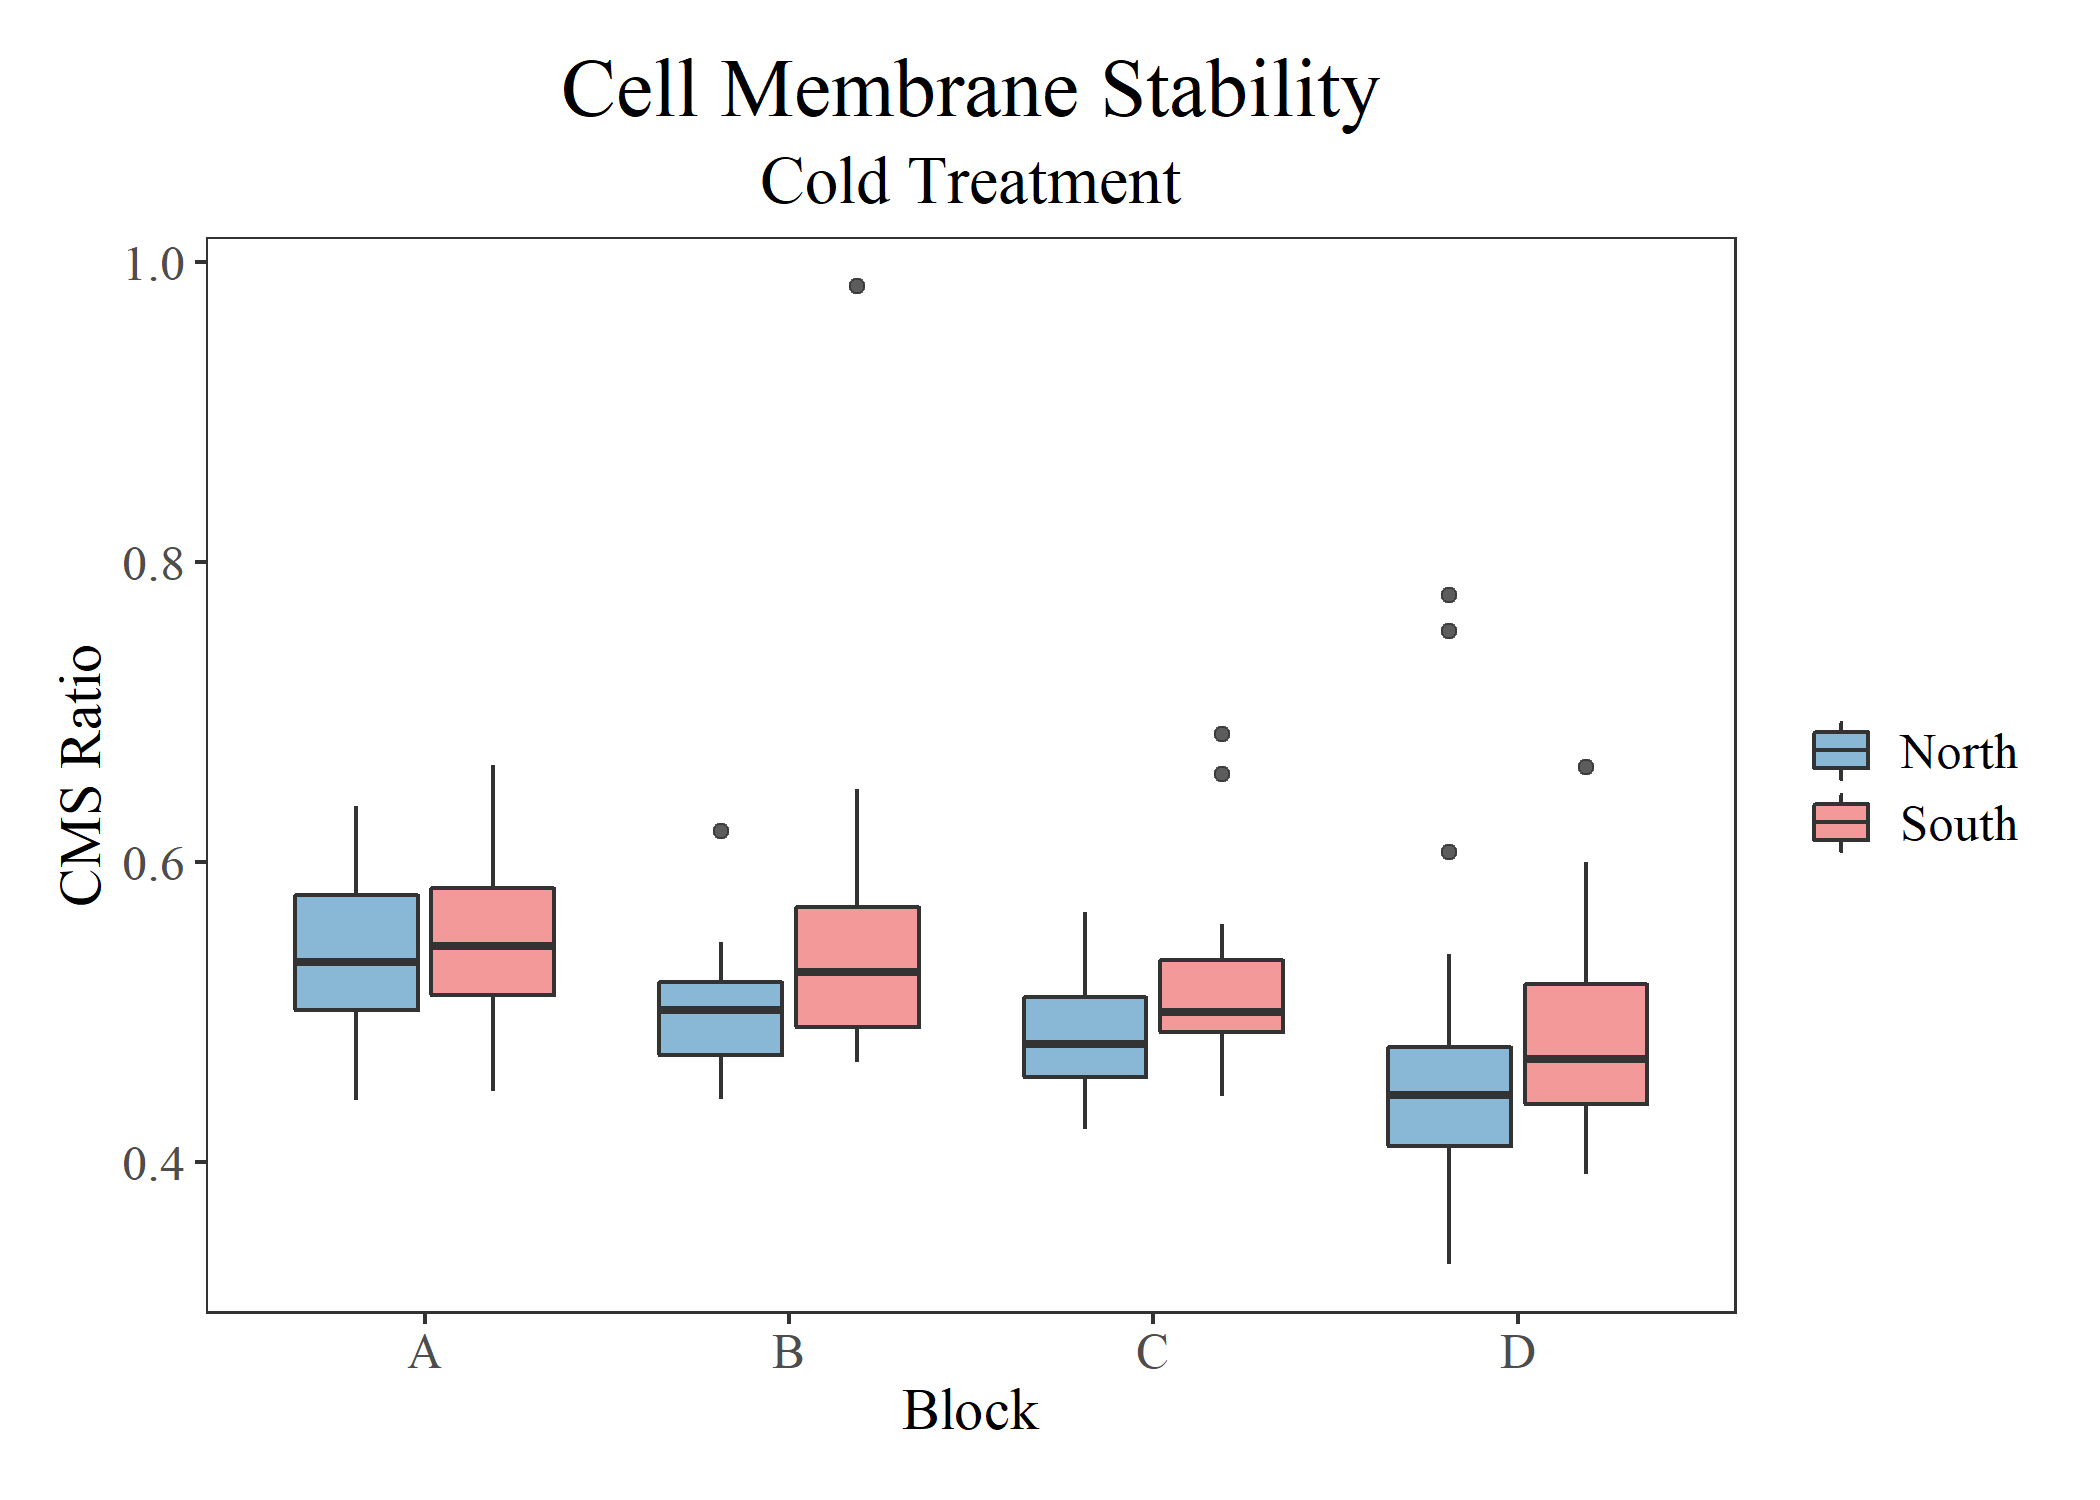 Cell Membrane Stability
Cold Treatment
1.0
0.8
0.6
0.4
CMS Ratio
A B C D
Block
North
South